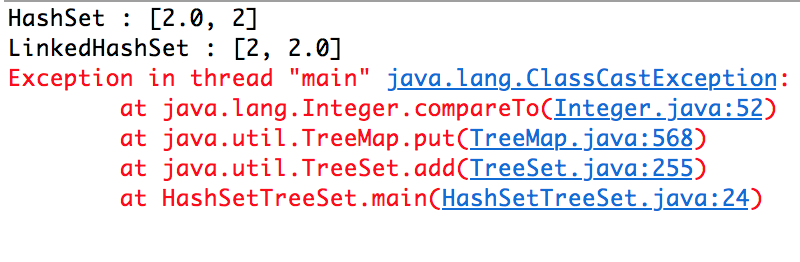 HashSet : [2.0, 2]
LinkedHashSet : [2, 2.0]
Exception in thread "main" java.lang.ClassCastException:
at java.lang.Integer.compareTo(Integer.java:52)
at java.util.TreeMap.put(TreeMap.java:568)
at java.util.TreeSet.add(TreeSet.java:255)
at HashSetTreeSet.main(HashSetTreeSet.java:24)